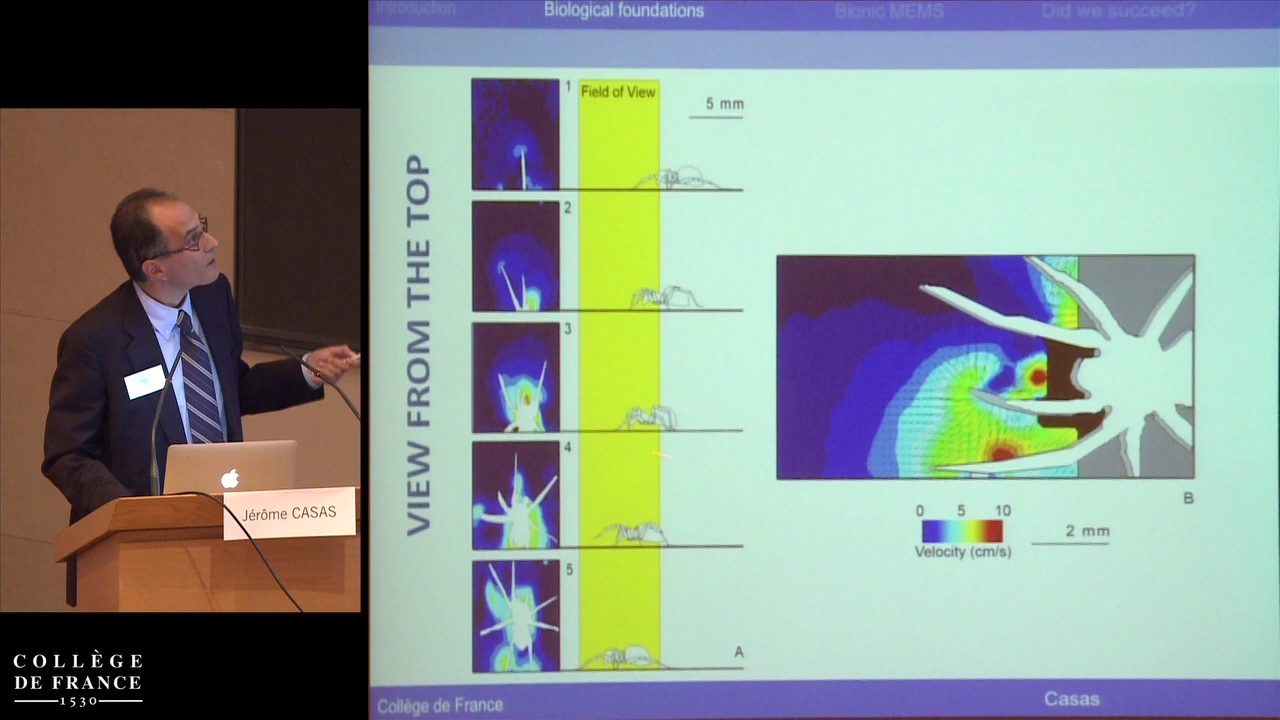 Introduction
Biological foundations
Bionic MEMS
Did we succeed?
VIEW FROM THE TOP
1
Field of View
5 mm
2
3
4
5
A
B
0 5 10
Velocity (cm/s)
2 mm
Collège de France
Casas
Jérôme CASAS
COLLÈGE
DE FRANCE
1530